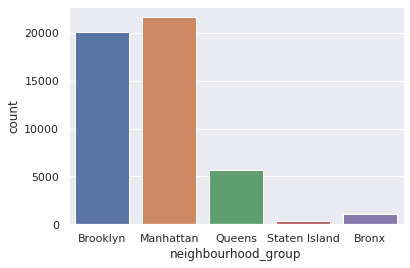 20000
15000
10000
5000
0
count
Brooklyn Manhattan Queens Staten Island Bronx
neighbourhood_group